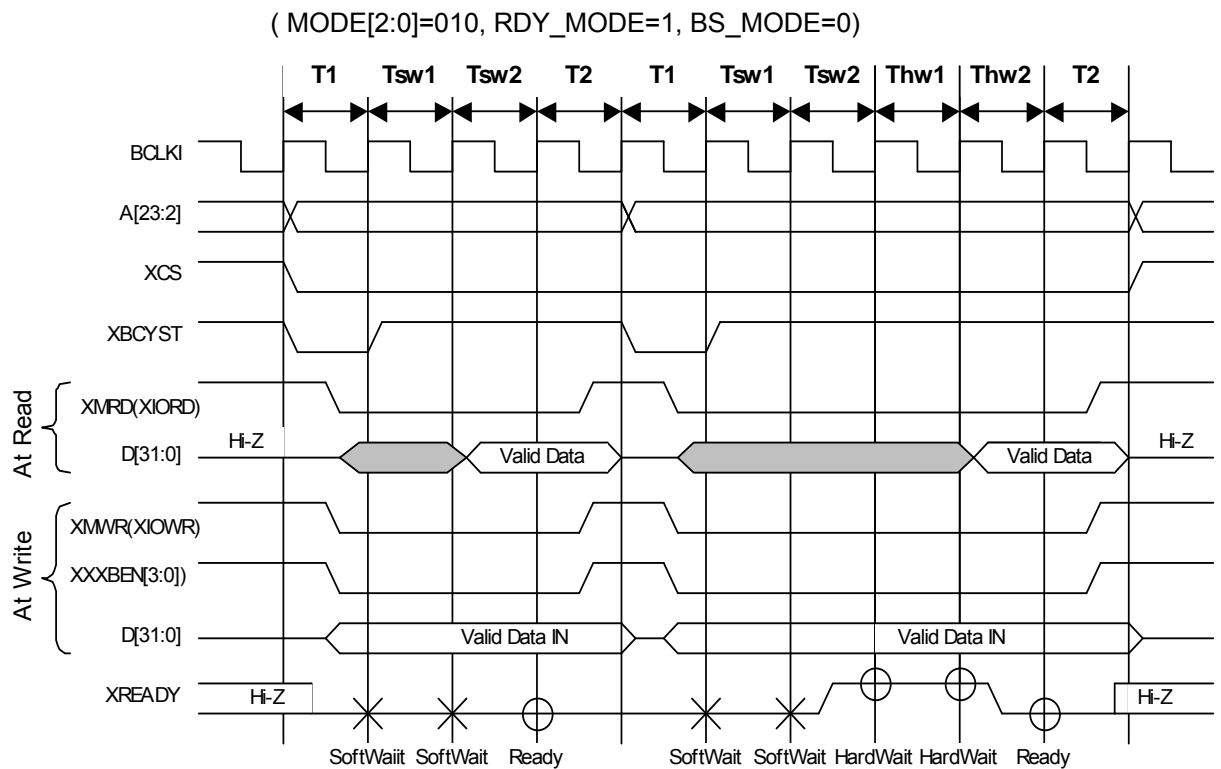 ( MODE[2:0]=010, RDY_MODE=1, BS_MODE=0)
T1 Tsw1 Tsw2 T2 T1 Tsw1 Tsw2 Thw1 Thw2 T2
BCLKI
A[23:2]
XCS
XBCYST
At Read
XMRD(XIORD)
D[31:0] Hi-Z Valid Data Valid Data Hi-Z
At Write
XMWR(XIOWR)
XXXBEN[3:0])
D[31:0] Valid Data IN Valid Data IN
XREADY Hi-Z Hi-Z
SoftWaiit SoftWait Ready SoftWait SoftWait HardWait HardWait Ready